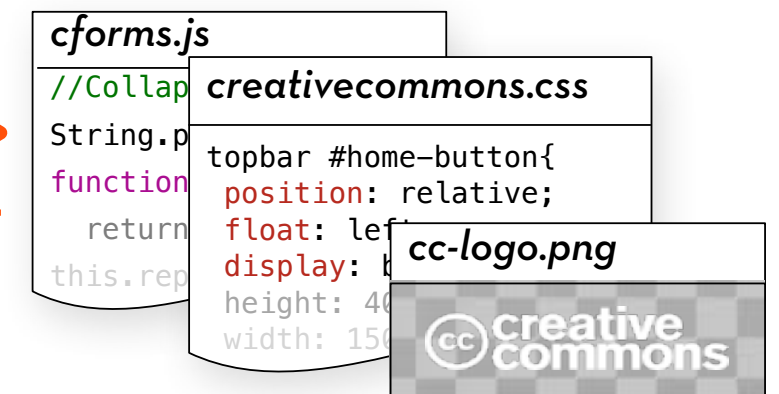 cforms.js
//Collap
String.p
function
return
this.rep
creativecommons.css
topbar #home-button{
position: relative;
float: lef
display: b
height: 40
width: 150
cc-logo.png
cc creative
commons